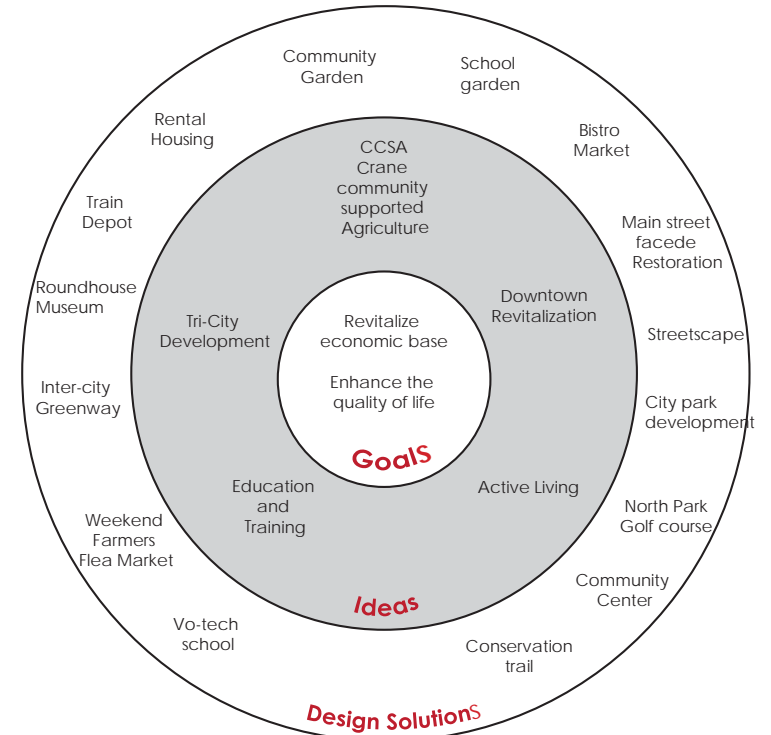 Community
Garden
School
garden
Rental
Housing
Bistro
Market
CCSA
Crane
community
supported
Agriculture
Train
Depot
Main street
facede
Restoration
Roundhouse
Museum
Tri-City
Development
Downtown
Revitalization
Revitalize
economic base
Enhance the
quality of life
GoalS
Streetscape
Inter-city
Greenway
City park
development
Education
and
Training
Active Living
Weekend
Farmers
Flea Market
North Park
Golf course
Community
Center
Ideas
Vo-tech
school
Conservation
trail
Design SolutionS